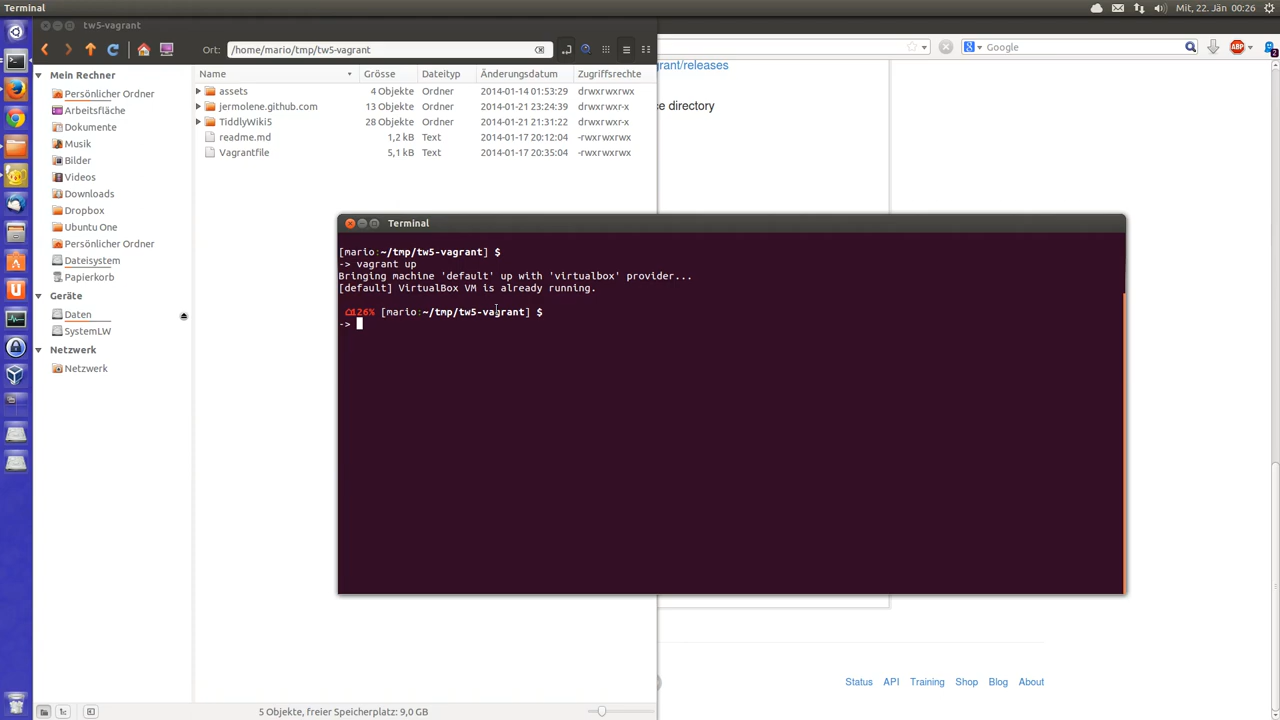 Terminal
Mit, 22. Jän 00:26
tw5-vagrant
Ort:
/home/mario/tmp/tw5-vagrant
Google
ABP
2
Mein Rechner
Persönlicher Ordner
Arbeitsfläche
Dokumente
Musik
Bilder
Videos
Downloads
Dropbox
Ubuntu One
Persönlicher Ordner
Dateisystem
Papierkorb
Geräte
Daten
SystemLW
Netzwerk
Netzwerk
Name Grösse Dateityp Änderungsdatum Zugriffsrechte
assets 4 Objekte Ordner 2014-01-14 01:53:29 drwxrwxrwx
jermolene.github.com 13 Objekte Ordner 2014-01-21 23:24:39 drwxrwxr-x
TiddlyWiki5 28 Objekte Ordner 2014-01-21 21:31:22 drwxrwxr-x
readme.md 1,2 kB Text 2014-01-17 20:12:04 -rwxrwxrwx
Vagrantfile 5,1 kB Text 2014-01-17 20:35:04 -rwxrwxrwx
grant/releases
ce directory
Terminal
[mario:~/tmp/tw5-vagrant] $
-> vagrant up
Bringing machine 'default' up with 'virtualbox' provider...
[default] VirtualBox VM is already running.
126% [mario:~/tmp/tw5-vagrant] $
->
Status API Training Shop Blog About
5 Objekte, freier Speicherplatz: 9,0 GB